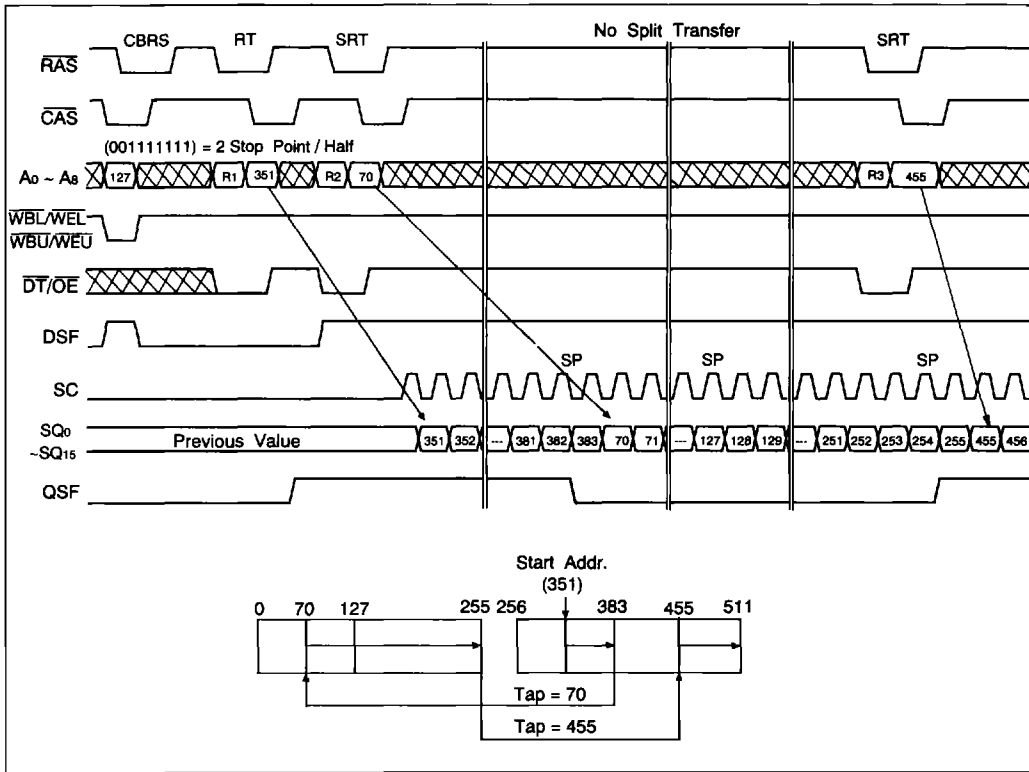 No Split Transfer
CBRS RT SRT SRT
RAS
CAS
(001111111) = 2 Stop Point / Half
A0 ~ A8 127 R1 351 R2 70 R3 455
WBL/WEL
WBU/WEU
DT/OE
DSF
SP SP SP
SC
SQ0
~SQ15
Previous Value 351 352 --- 381 382 383 70 71 --- 127 128 129 --- 251 252 253 254 255 455 456
QSF
Start Addr.
(351)
0 70 127 255 256 383 455 511
Tap = 70
Tap = 455